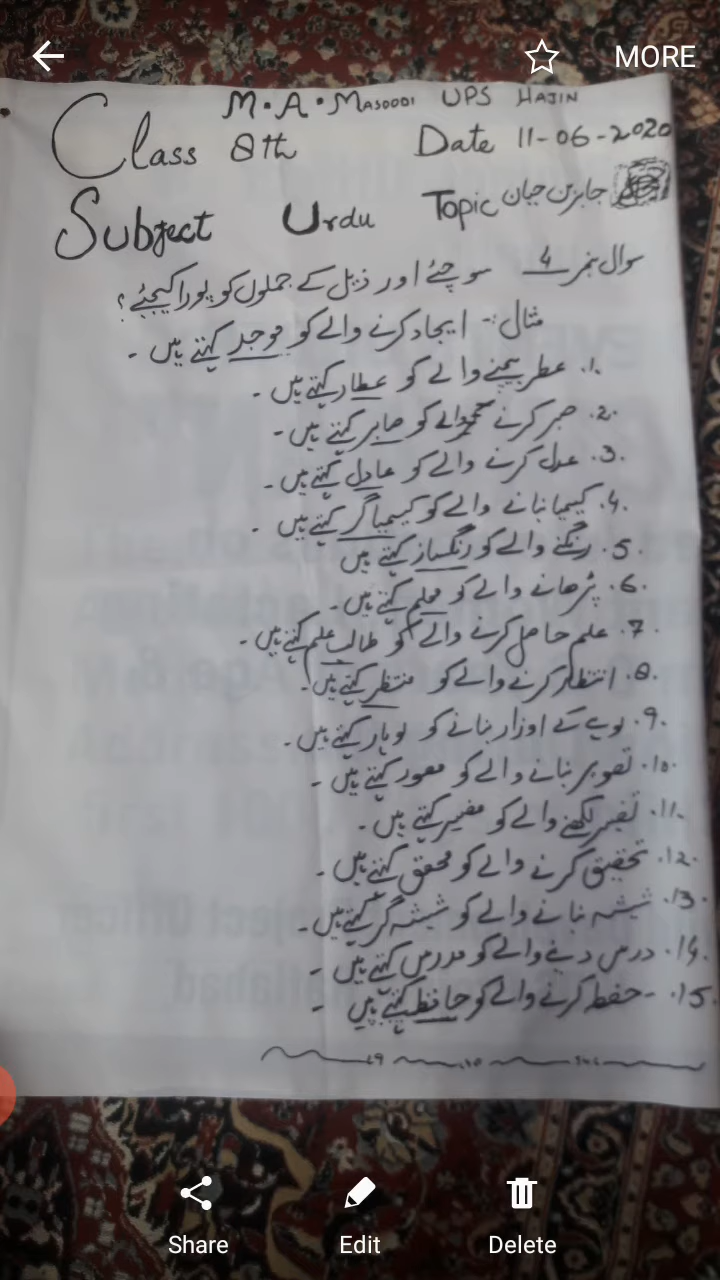 MORE
M.A. MASOODI UPS HAJIN
Class 8th Date 11-06-2020
Subject Urdu Topic جابر بن حیان
سوال نمبر 4 سوچئے اور ذیل کے جملوں کو پورا کیجئے؟
مثال:- ایجاد کرنے والے کو موجد کہتے ہیں۔
1. عطر بیچنے والے کو عطار کہتے ہیں۔
2. صبر کرنے والے کو صابر کہتے ہیں۔
3. عدل کرنے والے کو عادل کہتے ہیں۔
4. کیمیا بنانے والے کو کیمیاگر کہتے ہیں۔
5. رنگنے والے کو رنگساز کہتے ہیں
6. پڑھانے والے کو معلم کہتے ہیں۔
7. علم حاصل کرنے والے کو طالب علم کہتے ہیں۔
8. انتظار کرنے والے کو منتظر کہتے ہیں۔
9. لوہے کے اوزار بنانے کو لوہار کہتے ہیں۔
10. تصویر بنانے والے کو مصور کہتے ہیں۔
11. تفسیر لکھنے والے کو مفسر کہتے ہیں۔
12. تحقیق کرنے والے کو محقق کہتے ہیں۔
13. شیشہ بنانے والے کو شیشہ گر کہتے ہیں۔
14. درس دینے والے کو مدرس کہتے ہیں۔
15. حفظ کرنے والے کو حافظ کہتے ہیں۔
Share Edit Delete